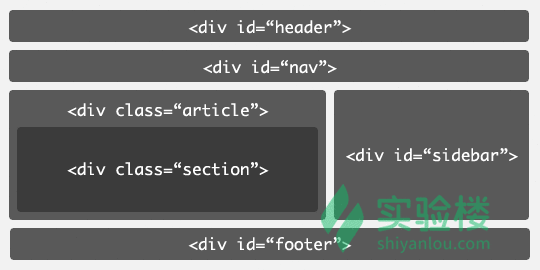 <div id=“header”>
<div id=“nav”>
<div class=“article”>
<div class=“section”>
<div id=“sidebar”>
实验楼
shiyanlou.com
<div id=“footer”>